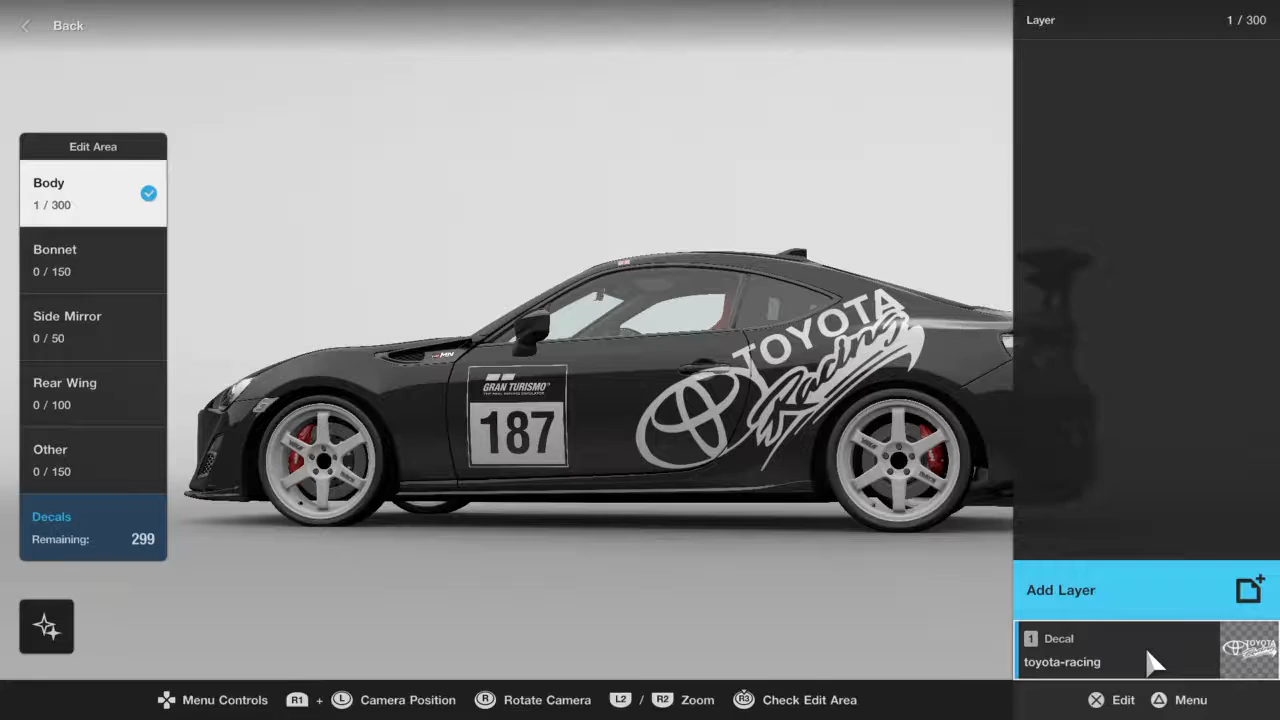 Back
Layer
1 / 300
Edit Area
Body
1 / 300
Bonnet
0 / 150
Side Mirror
0 / 50
Rear Wing
0 / 100
Other
0 / 150
Decals
Remaining: 299
GRAN TURISMO
187
TOYOTA
Racing
Add Layer
1 Decal
toyota-racing
TOYOTA
Racing
Menu Controls
R1 + L Camera Position
R Rotate Camera
L2 / R2 Zoom
R3 Check Edit Area
Edit
Menu